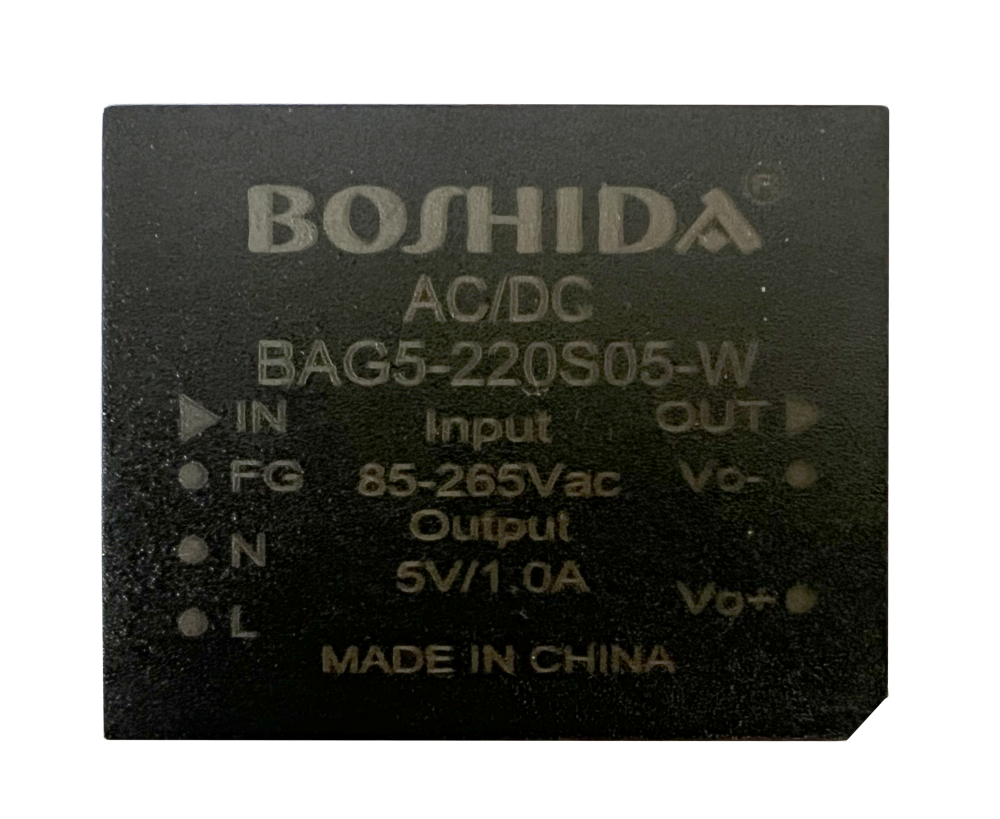 BOSHIDA®
AC/DC
BAG5-220S05-W
IN
OUT
Input
FG
85-265Vac
Vo-
Output
N
5V/1.0A
Vo+
L
MADE IN CHINA